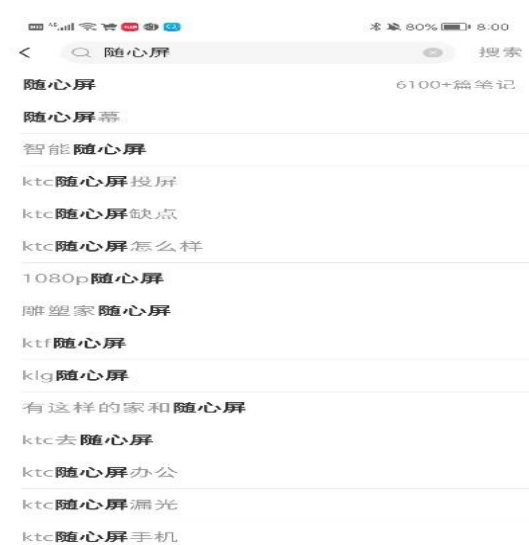 80% 8:00
随心屏 搜索
随心屏 6100+篇笔记
随心屏幕
智能随心屏
ktc随心屏投屏
ktc随心屏缺点
ktc随心屏怎么样
1080p随心屏
雕塑家随心屏
ktf随心屏
klg随心屏
有这样的家和随心屏
ktc去随心屏
ktc随心屏办公
ktc随心屏漏光
ktc随心屏手机